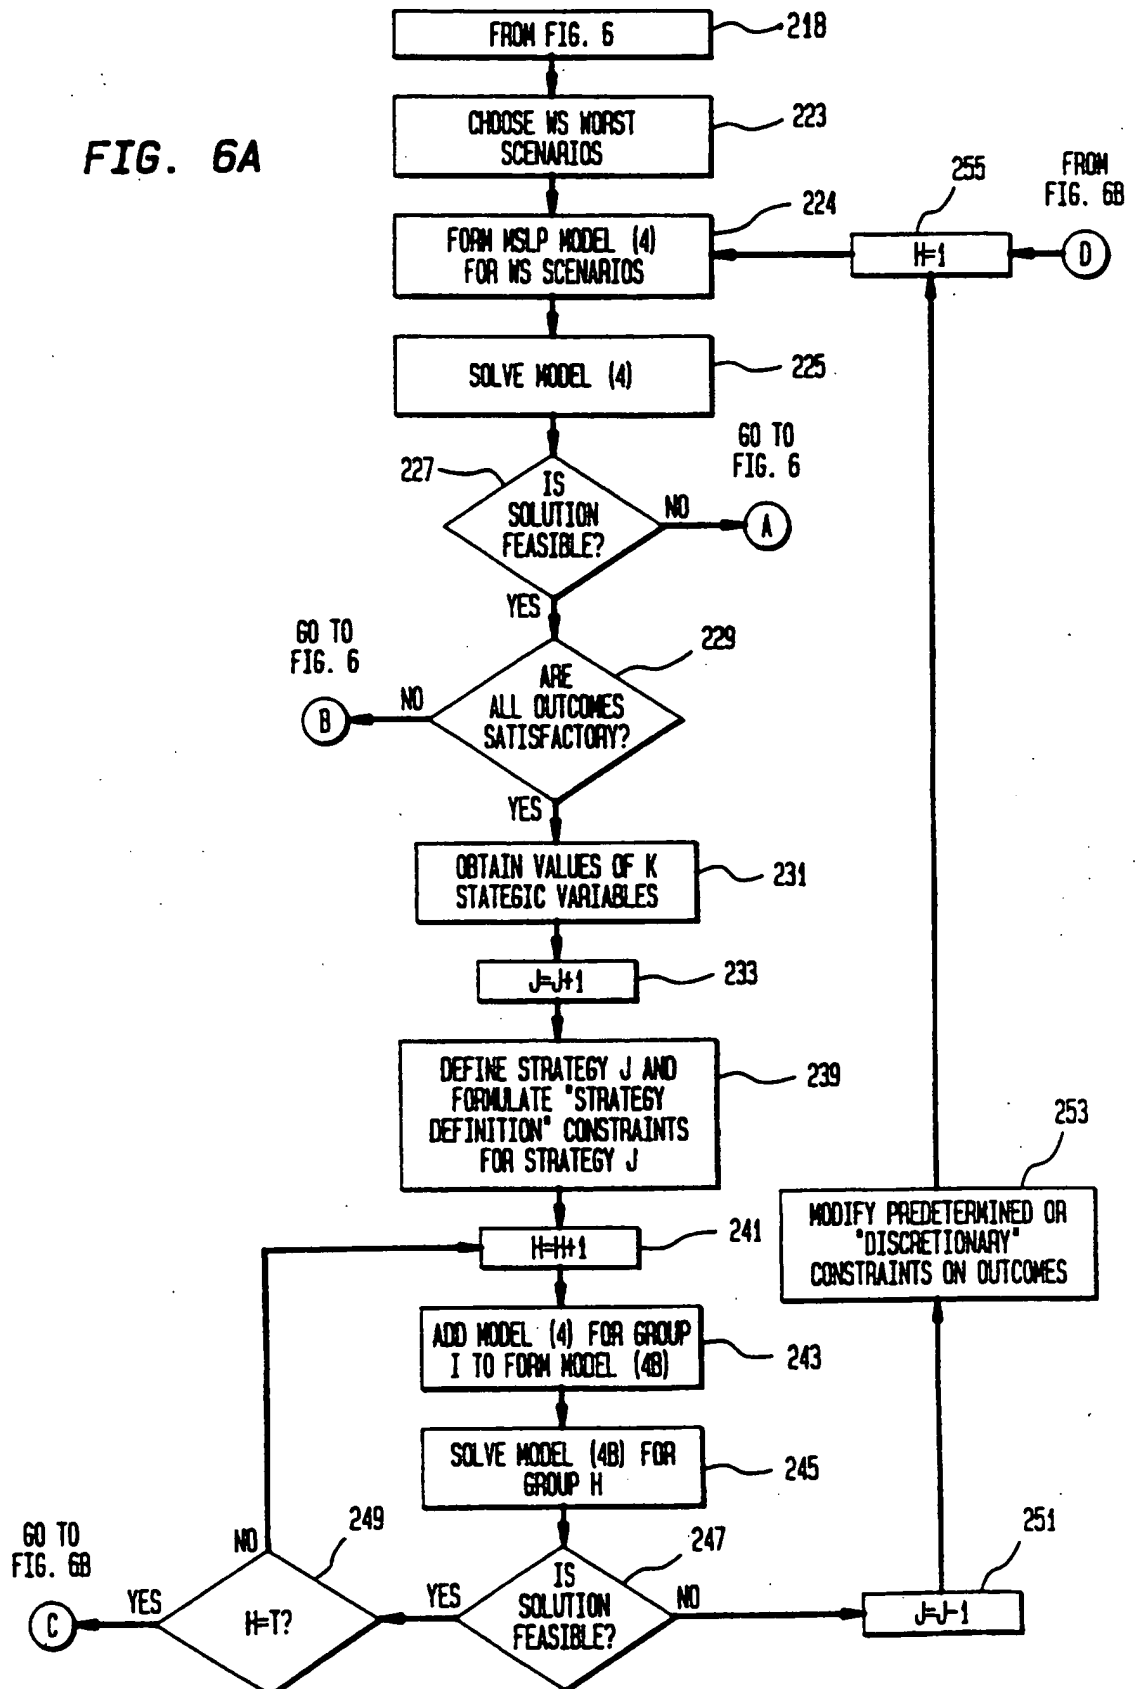 FROM FIG. 6
218
FIG. 6A
CHOOSE WS WORST
SCENARIOS
223
FORM MSLP MODEL (4)
FOR WS SCENARIOS
224
255
FROM
FIG. 6B
H=1
D
SOLVE MODEL (4)
225
GO TO
FIG. 6
227
IS
SOLUTION
FEASIBLE?
NO
A
YES
GO TO
FIG. 6
229
ARE
ALL OUTCOMES
SATISFACTORY?
NO
B
YES
OBTAIN VALUES OF K
STATEGIC VARIABLES
231
J=J+1
233
DEFINE STRATEGY J AND
FORMULATE "STRATEGY
DEFINITION" CONSTRAINTS
FOR STRATEGY J
239
253
MODIFY PREDETERMINED OR
"DISCRETIONARY"
CONSTRAINTS ON OUTCOMES
H=H+1
241
ADD MODEL (4) FOR GROUP
I TO FORM MODEL (4B)
243
SOLVE MODEL (4B) FOR
GROUP H
245
GO TO
FIG. 6B
NO
249
247
251
C
YES
H=T?
YES
IS
SOLUTION
FEASIBLE?
NO
J=J-1